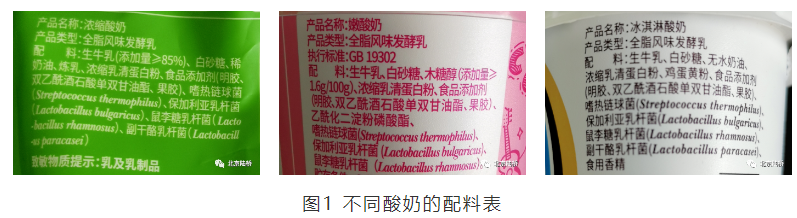 产品名称:浓缩酸奶
产品类型:全脂风味发酵乳
配 料:生牛乳(添加量≥85%)、白砂糖、稀
奶油、炼乳、浓缩乳清蛋白粉、食品添加剂(明胶、
双乙酰酒石酸单双甘油酯、果胶)、
嗜热链球菌
(Streptococcus thermophilus)、保加利亚乳杆菌
(Lactobacillus bulgaricus)、鼠李糖乳杆菌(Lacto
-bacillus rhamnosus)、副干酪乳杆菌(Lactobacill
-us paracasei)
致敏物质提示:乳及乳制品
北京陆桥
产品名称:嫩酸奶
产品类型:全脂风味发酵乳
执行标准:GB 19302
配 料:生牛乳、白砂糖、木糖醇(添加量≥
1.6g/100g)、浓缩乳清蛋白粉、食品添加剂
(明胶、双乙酰酒石酸单双甘油酯、果胶)、
乙酰化二淀粉磷酸酯、
嗜热链球菌(Streptococcus thermophilus)、
保加利亚乳杆菌(Lactobacillus bulgaricus)、
鼠李糖乳杆菌(Lactobacillus rhamnosus)、
北京陆桥
产品名称:冰淇淋酸奶
产品类型:全脂风味发酵乳
配 料:生牛乳、白砂糖、无水奶油、
浓缩乳清蛋白粉、鸡蛋黄粉、食品添加剂
(明胶、双乙酰酒石酸单双甘油酯、果胶)、
嗜热链球菌(Streptococcus thermophilus)、
保加利亚乳杆菌(Lactobacillus bulgaricus)、
鼠李糖乳杆菌(Lactobacillus rhamnosus)、
副干酪乳杆菌(Lactobacillus paracasei)、
食用香精
北京陆桥
图1 不同酸奶的配料表